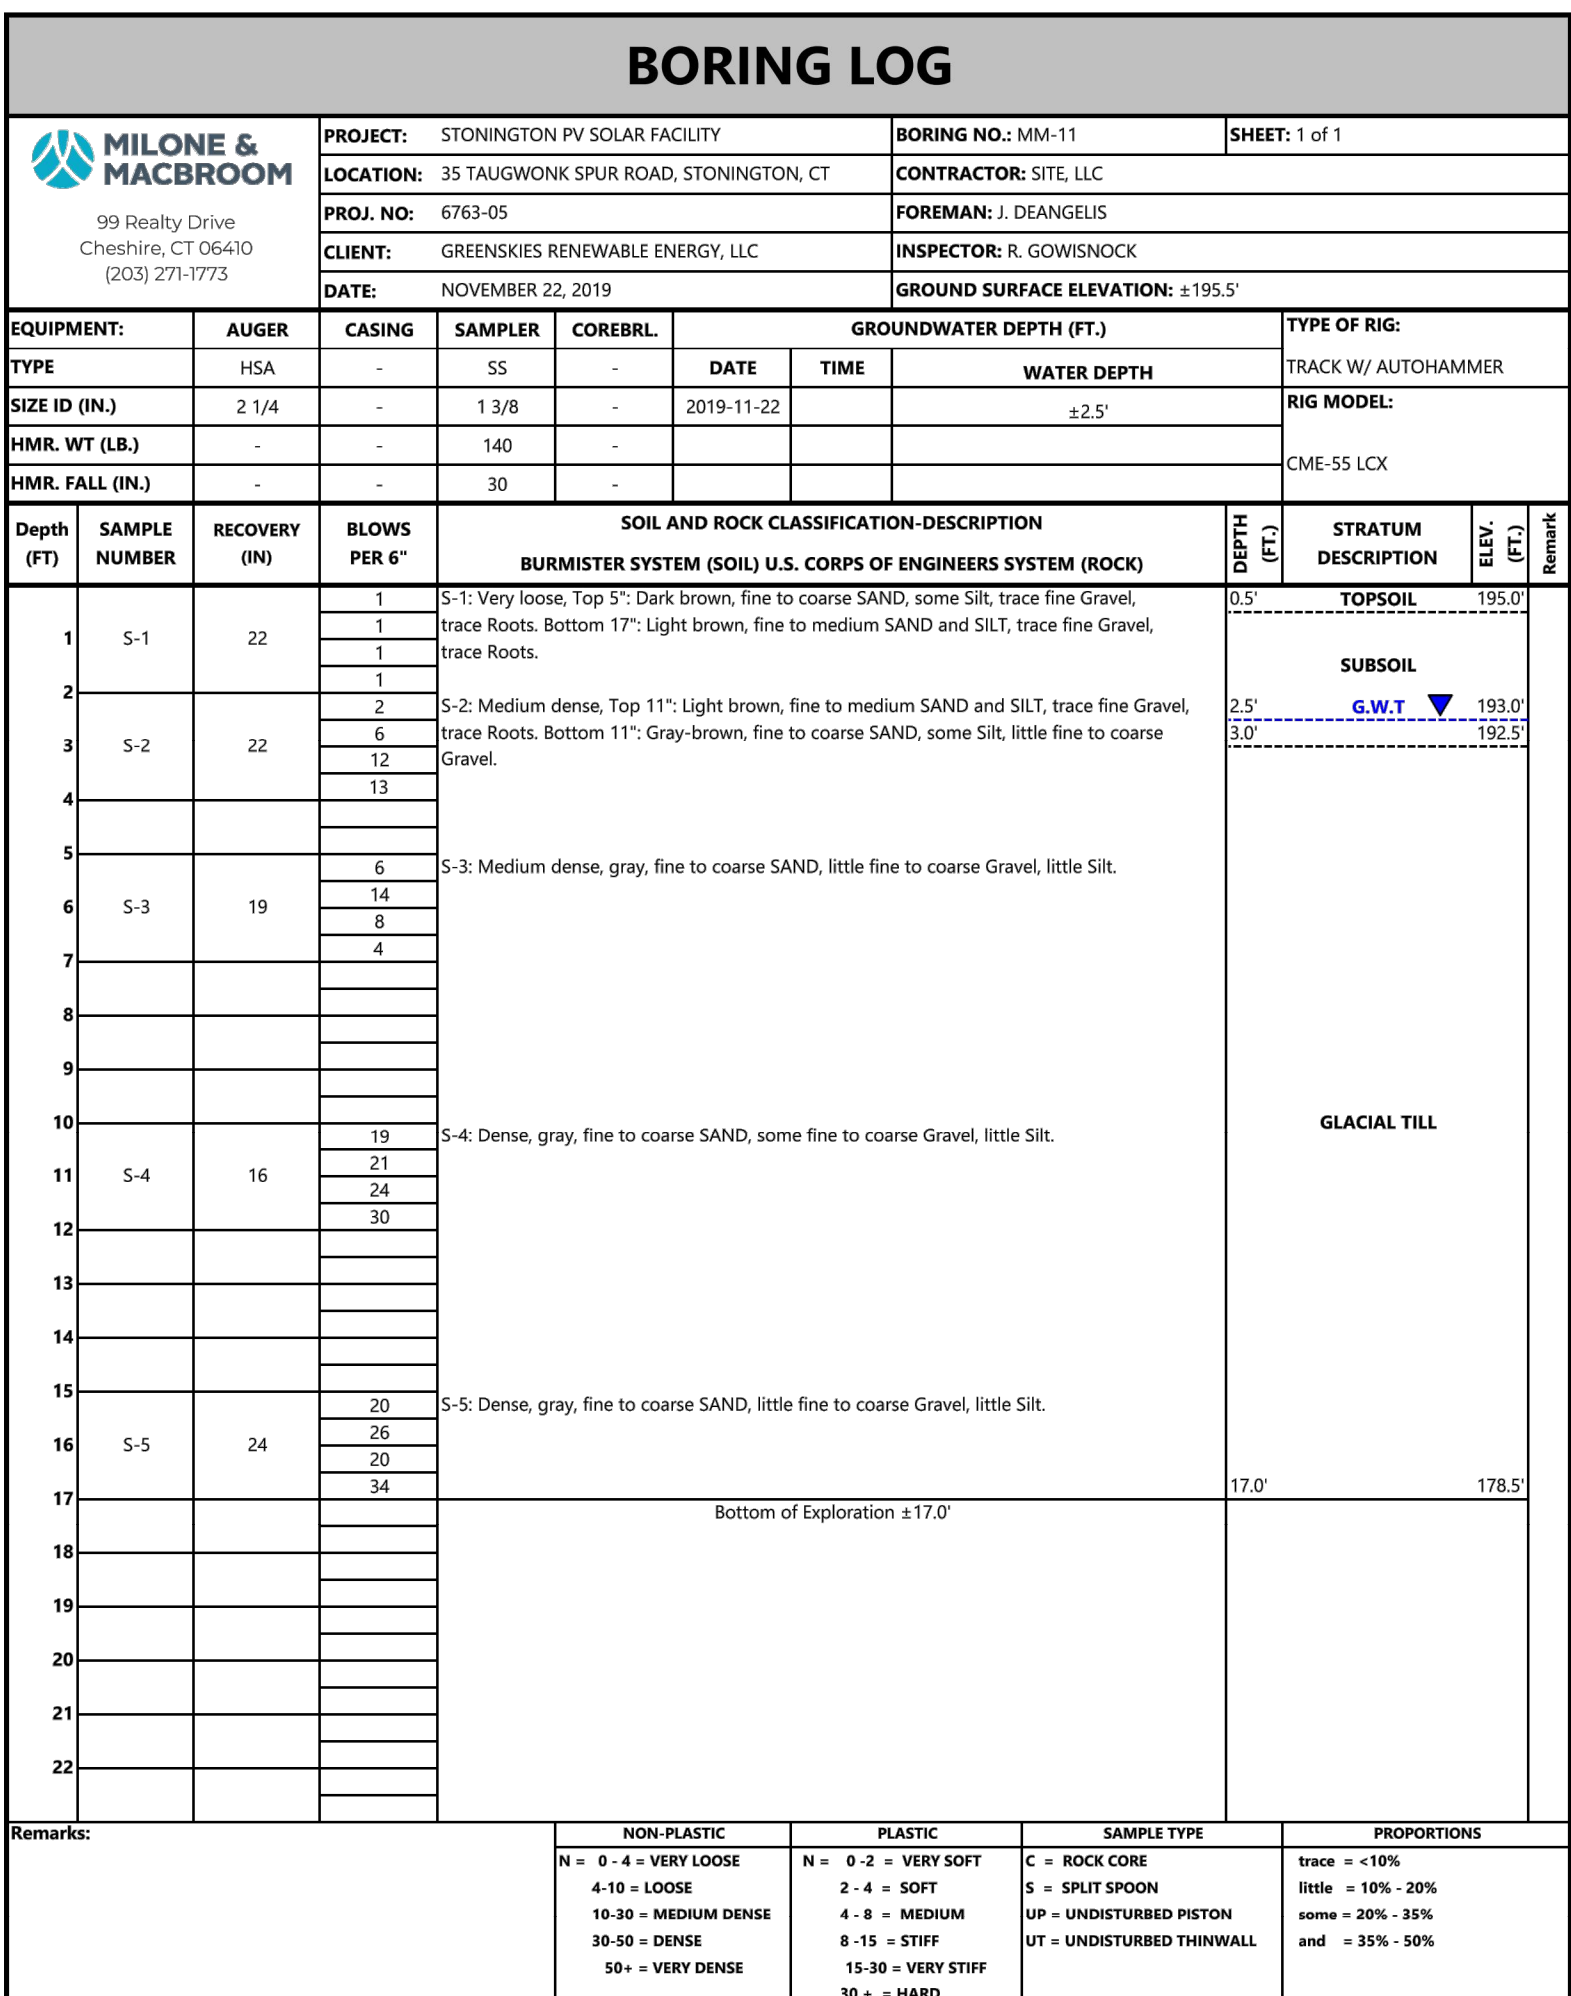 BORING LOG
MILONE &
MACBROOM
99 Realty Drive
Cheshire, CT 06410
(203) 271-1773
PROJECT: STONINGTON PV SOLAR FACILITY BORING NO.: MM-11 SHEET: 1 of 1
LOCATION: 35 TAUGWONK SPUR ROAD, STONINGTON, CT CONTRACTOR: SITE, LLC
PROJ. NO: 6763-05 FOREMAN: J. DEANGELIS
CLIENT: GREENSKIES RENEWABLE ENERGY, LLC INSPECTOR: R. GOWISNOCK
DATE: NOVEMBER 22, 2019 GROUND SURFACE ELEVATION: ±195.5'
EQUIPMENT: AUGER CASING SAMPLER COREBRL. GROUNDWATER DEPTH (FT.) TYPE OF RIG:
TYPE HSA - SS - DATE TIME WATER DEPTH TRACK W/ AUTOHAMMER
SIZE ID (IN.) 2 1/4 - 1 3/8 - 2019-11-22 ±2.5' RIG MODEL:
HMR. WT (LB.) - - 140 -
CME-55 LCX
HMR. FALL (IN.) - - 30 -
Depth (FT) SAMPLE NUMBER RECOVERY (IN) BLOWS PER 6" SOIL AND ROCK CLASSIFICATION-DESCRIPTION
BURMISTER SYSTEM (SOIL) U.S. CORPS OF ENGINEERS SYSTEM (ROCK) DEPTH (FT.) STRATUM DESCRIPTION ELEV. (FT.) Remark
1 S-1: Very loose, Top 5": Dark brown, fine to coarse SAND, some Silt, trace fine Gravel, 0.5' TOPSOIL 195.0'
1 trace Roots. Bottom 17": Light brown, fine to medium SAND and SILT, trace fine Gravel,
1 S-1 22
1 trace Roots.
SUBSOIL
1
2
2 S-2: Medium dense, Top 11": Light brown, fine to medium SAND and SILT, trace fine Gravel, 2.5' G.W.T 193.0'
6 trace Roots. Bottom 11": Gray-brown, fine to coarse SAND, some Silt, little fine to coarse 3.0' 192.5'
3 S-2 22
12 Gravel.
13
4
5
6 S-3: Medium dense, gray, fine to coarse SAND, little fine to coarse Gravel, little Silt.
14
6 S-3 19
8
4
7
8
9
10 GLACIAL TILL
19 S-4: Dense, gray, fine to coarse SAND, some fine to coarse Gravel, little Silt.
21
11 S-4 16
24
30
12
13
14
15
20 S-5: Dense, gray, fine to coarse SAND, little fine to coarse Gravel, little Silt.
26
16 S-5 24
20
34 17.0' 178.5'
17
Bottom of Exploration ±17.0'
18
19
20
21
22
Remarks: NON-PLASTIC PLASTIC SAMPLE TYPE PROPORTIONS
N = 0 - 4 = VERY LOOSE N = 0 -2 = VERY SOFT C = ROCK CORE trace = <10%
4-10 = LOOSE 2 - 4 = SOFT S = SPLIT SPOON little = 10% - 20%
10-30 = MEDIUM DENSE 4 - 8 = MEDIUM UP = UNDISTURBED PISTON some = 20% - 35%
30-50 = DENSE 8 -15 = STIFF UT = UNDISTURBED THINWALL and = 35% - 50%
50+ = VERY DENSE 15-30 = VERY STIFF
30 + = HARD